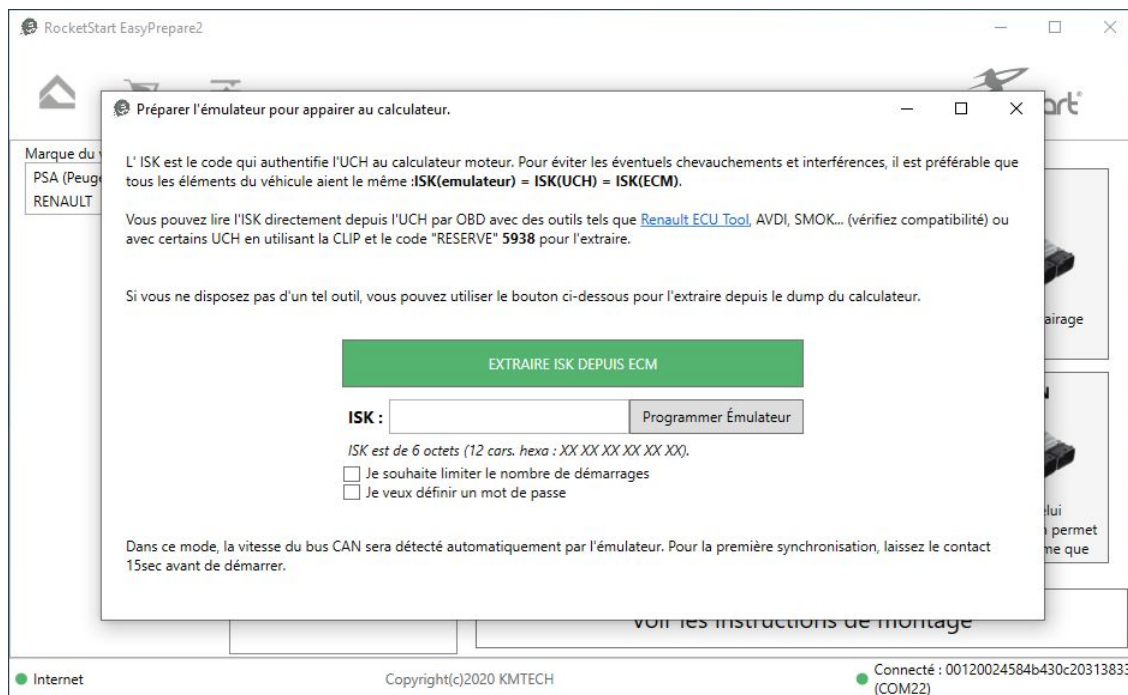 RocketStart EasyPrepare2
art®
Préparer l'émulateur pour appairer au calculateur.
Marque du
PSA (Peuge
RENAULT
L' ISK est le code qui authentifie l'UCH au calculateur moteur. Pour éviter les éventuels chevauchements et interférences, il est préférable que
tous les éléments du véhicule aient le même :ISK(emulateur) = ISK(UCH) = ISK(ECM).
Vous pouvez lire l'ISK directement depuis l'UCH par OBD avec des outils tels que Renault ECU Tool, AVDI, SMOK... (vérifiez compatibilité) ou
avec certains UCH en utilisant la CLIP et le code "RESERVE" 5938 pour l'extraire.
Si vous ne disposez pas d'un tel outil, vous pouvez utiliser le bouton ci-dessous pour l'extraire depuis le dump du calculateur.
airage
EXTRAIRE ISK DEPUIS ECM
ISK :
Programmer Émulateur
ISK est de 6 octets (12 cars. hexa : XX XX XX XX XX XX).
Je souhaite limiter le nombre de démarrages
Je veux définir un mot de passe
elui
permet
me que
Dans ce mode, la vitesse du bus CAN sera détecté automatiquement par l'émulateur. Pour la première synchronisation, laissez le contact
15sec avant de démarrer.
Voir les instructions de montage
Internet
Copyright(c)2020 KMTECH
Connecté : 00120024584b430c20313833
(COM22)